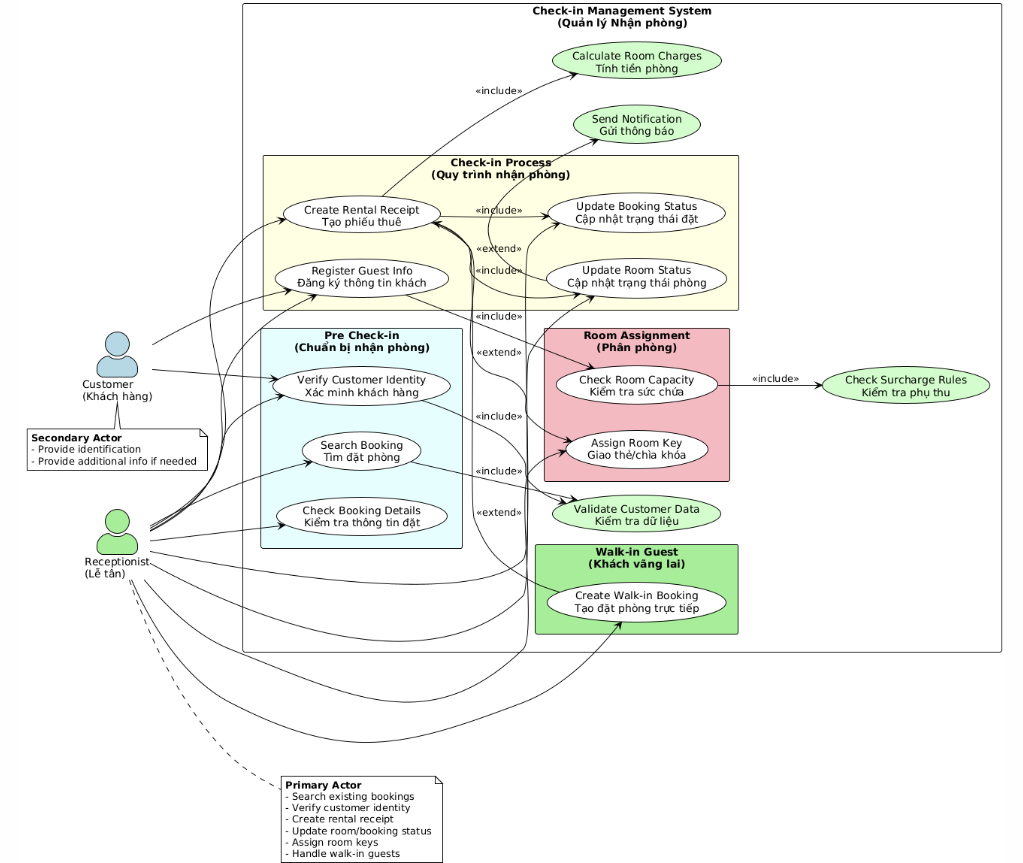 Check-in Management System
(Quản lý Nhận phòng)
Calculate Room Charges
Tính tiền phòng
«include»
Send Notification
Gửi thông báo
Check-in Process
(Quy trình nhận phòng)
Create Rental Receipt
Tạo phiếu thuê
«include»
Update Booking Status
Cập nhật trạng thái đặt
«extend»
Register Guest Info
Đăng ký thông tin khách
«include»
Update Room Status
Cập nhật trạng thái phòng
«include»
Pre Check-in
(Chuẩn bị nhận phòng)
Room Assignment
(Phân phòng)
«extend»
Verify Customer Identity
Xác minh khách hàng
Check Room Capacity
Kiểm tra sức chứa
«include»
Check Surcharge Rules
Kiểm tra phụ thu
Customer
(Khách hàng)
«include»
Secondary Actor
- Provide identification
- Provide additional info if needed
Search Booking
Tìm đặt phòng
Assign Room Key
Giao thẻ/chìa khóa
«include»
Check Booking Details
Kiểm tra thông tin đặt
«extend»
Validate Customer Data
Kiểm tra dữ liệu
Receptionist
(Lễ tân)
Walk-in Guest
(Khách vãng lai)
Create Walk-in Booking
Tạo đặt phòng trực tiếp
Primary Actor
- Search existing bookings
- Verify customer identity
- Create rental receipt
- Update room/booking status
- Assign room keys
- Handle walk-in guests